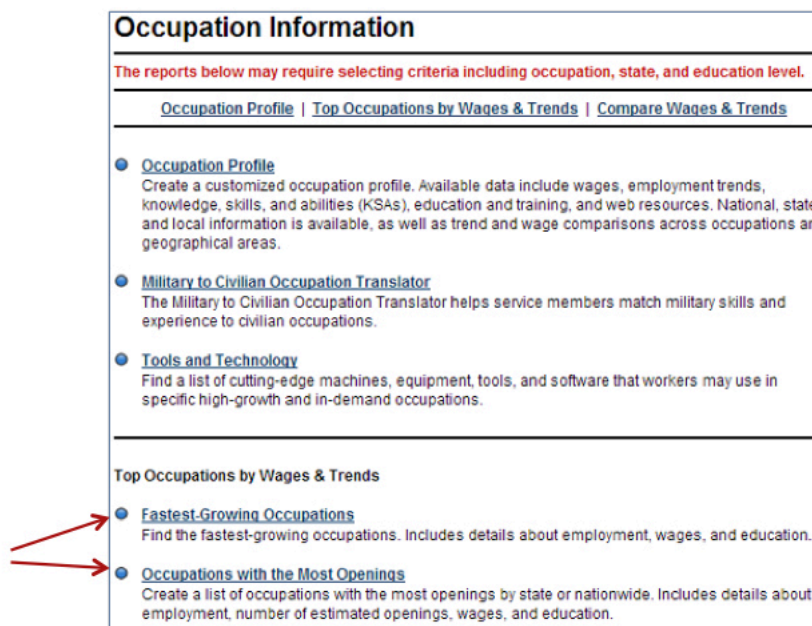 Occupation Information
The reports below may require selecting criteria including occupation, state, and education level.
Occupation Profile | Top Occupations by Wages & Trends | Compare Wages & Trends
Occupation Profile
Create a customized occupation profile. Available data include wages, employment trends,
knowledge, skills, and abilities (KSAs), education and training, and web resources. National, state
and local information is available, as well as trend and wage comparisons across occupations
geographical areas.
Military to Civilian Occupation Translator
The Military to Civilian Occupation Translator helps service members match military skills and
experience to civilian occupations.
Tools and Technology
Find a list of cutting-edge machines, equipment, tools, and software that workers may use in
specific high-growth and in-demand occupations.
Top Occupations by Wages & Trends
Fastest-Growing Occupations
Find the fastest-growing occupations. Includes details about employment, wages, and education.
Occupations with the Most Openings
Create a list of occupations with the most openings by state or nationwide. Includes details about
employment, number of estimated openings, wages, and education.